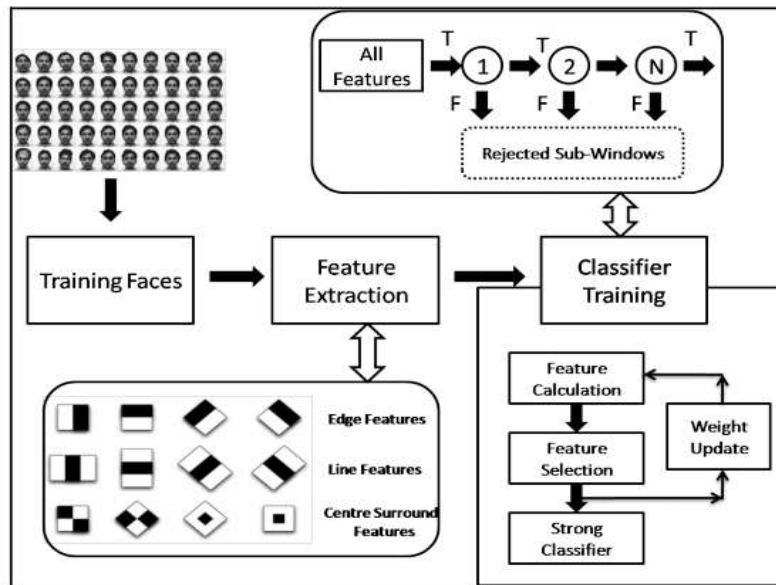 All
Features
T
1
T
2
N
T
F
F
F
Rejected Sub-Windows
Training Faces
Feature
Extraction
Classifier
Training
Edge Features
Line Features
Centre Surround
Features
Feature
Calculation
Feature
Selection
Strong
Classifier
Weight
Update